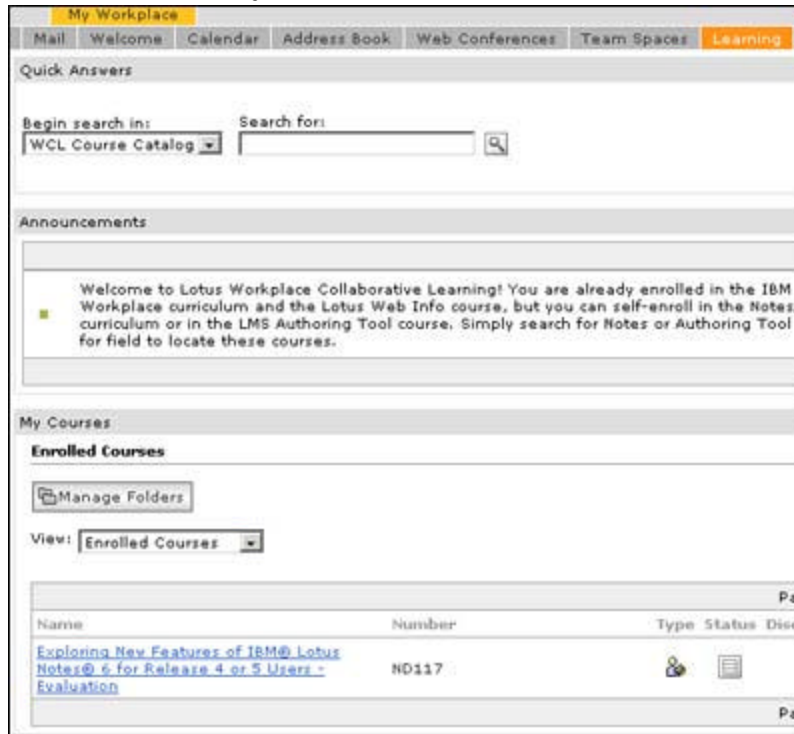 My Workplace
Mail Welcome Calendar Address Book Web Conferences Team Spaces Learning
Quick Answers
Begin search in: Search for:
WCL Course Catalog
Announcements
Welcome to Lotus Workplace Collaborative Learning! You are already enrolled in the IBM
Workplace curriculum and the Lotus Web Info course, but you can self-enroll in the Notes
curriculum or in the LMS Authoring Tool course. Simply search for Notes or Authoring Tool
for field to locate these courses.
My Courses
Enrolled Courses
Manage Folders
View: Enrolled Courses
Pa
Name Number Type Status Disc
Exploring New Features of IBM® Lotus
Notes® 6 for Release 4 or 5 Users -
Evaluation
ND117
Pa